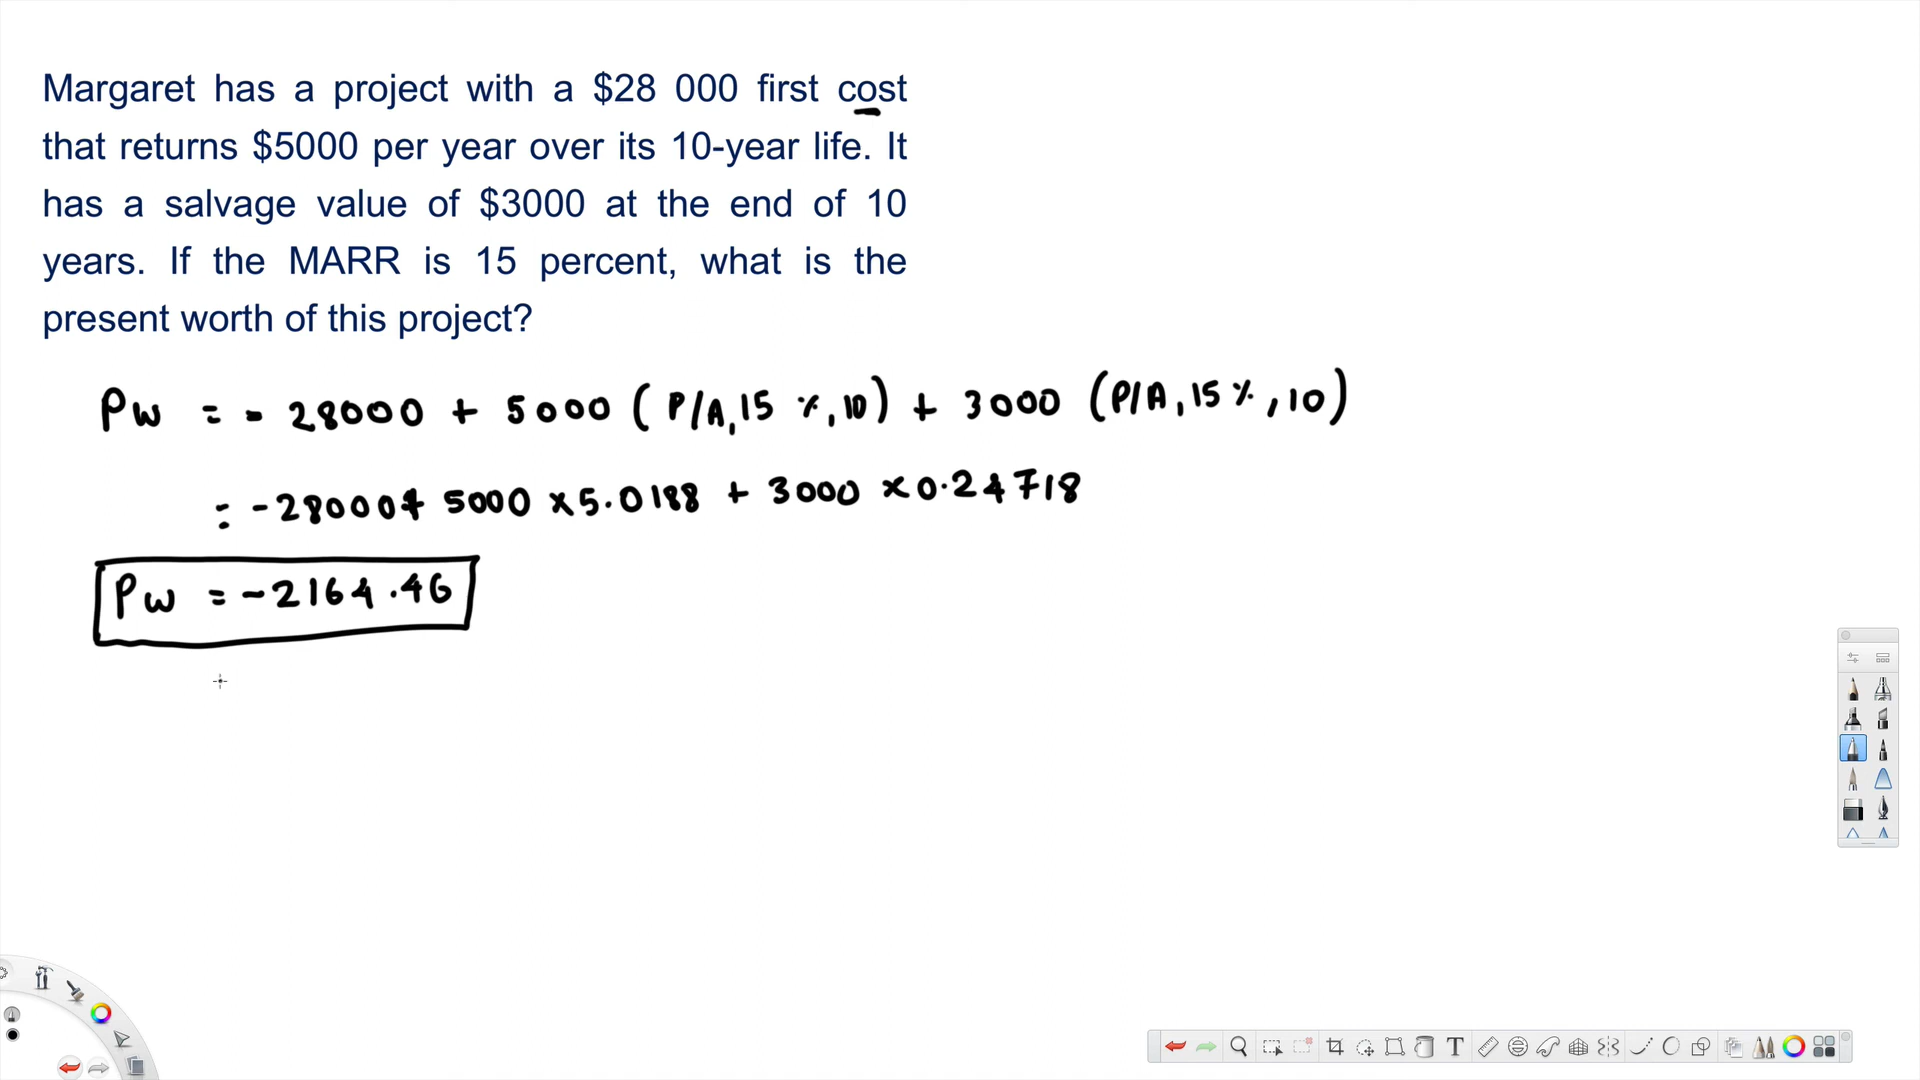 Margaret has a project with a $28 000 first cost
that returns $5000 per year over its 10-year life. It
has a salvage value of $3000 at the end of 10
years. If the MARR is 15 percent, what is the
present worth of this project?
PW = - 28000 + 5000 ( P/A, 15 %, 10) + 3000 (P/A, 15 %, 10)
= -28000 + 5000 × 5.0188 + 3000 × 0.24718
PW = -2164.46
T